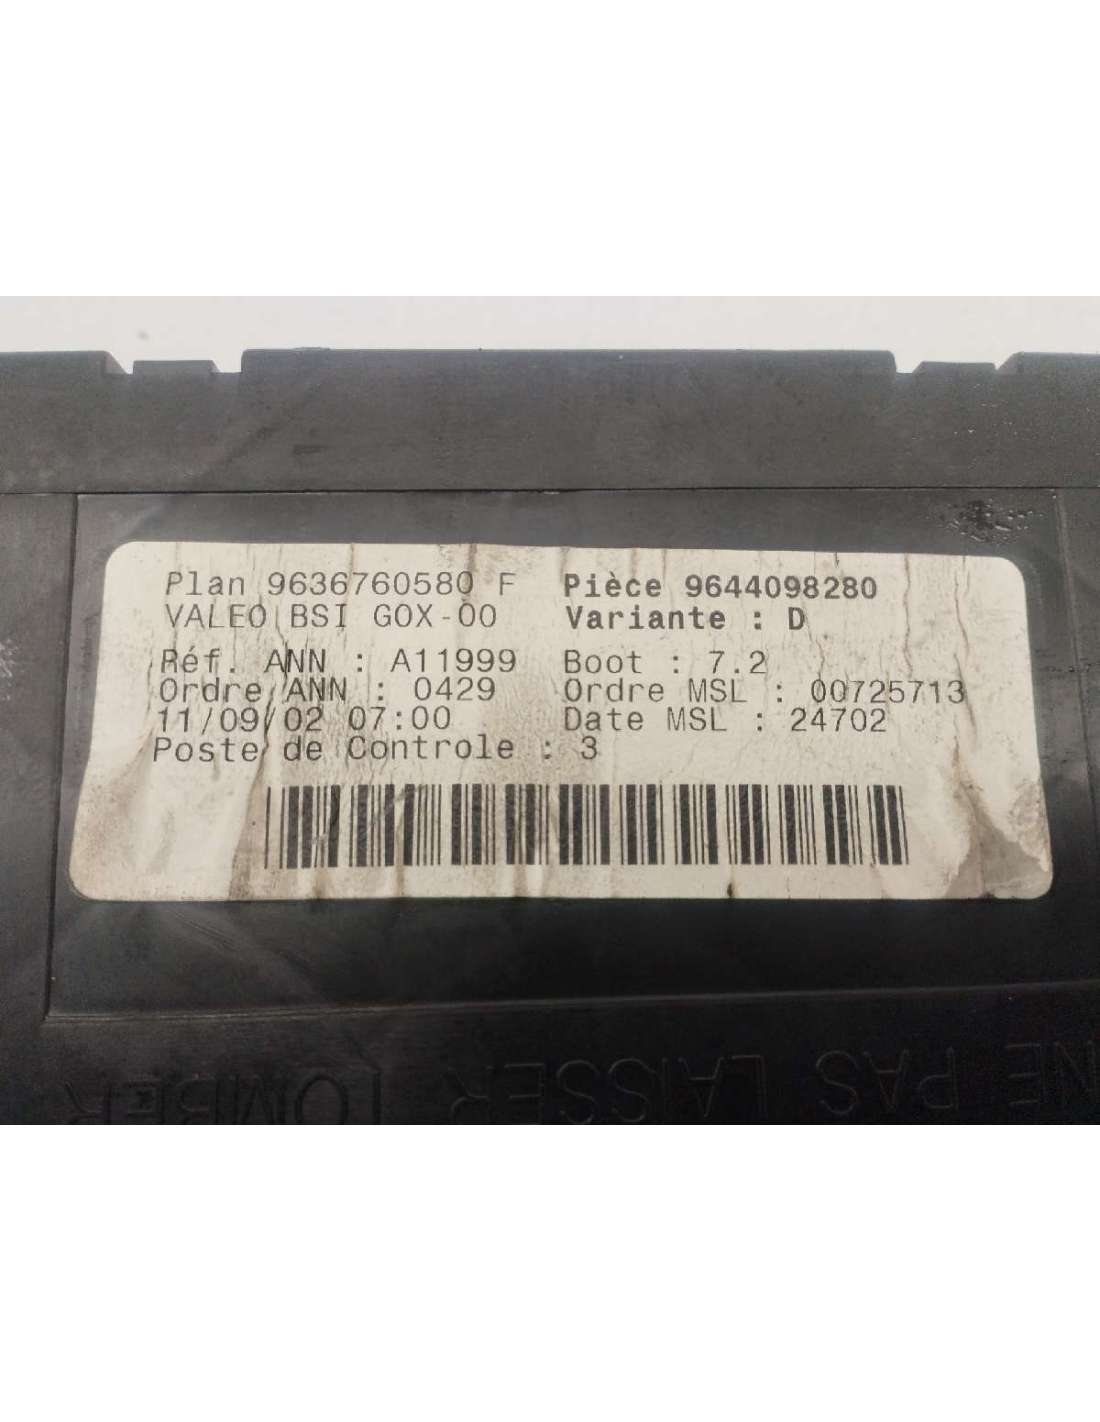 Plan 9636760580 F Pièce 9644098280
VALEO BSI GOX-00 Variante : D
Réf. ANN : A11999 Boot : 7.2
Ordre ANN : 0429 Ordre MSL : 00725713
11/09/02 07:00 Date MSL : 24702
Poste de Controle : 3
NE PAS LAISSER TOMBER